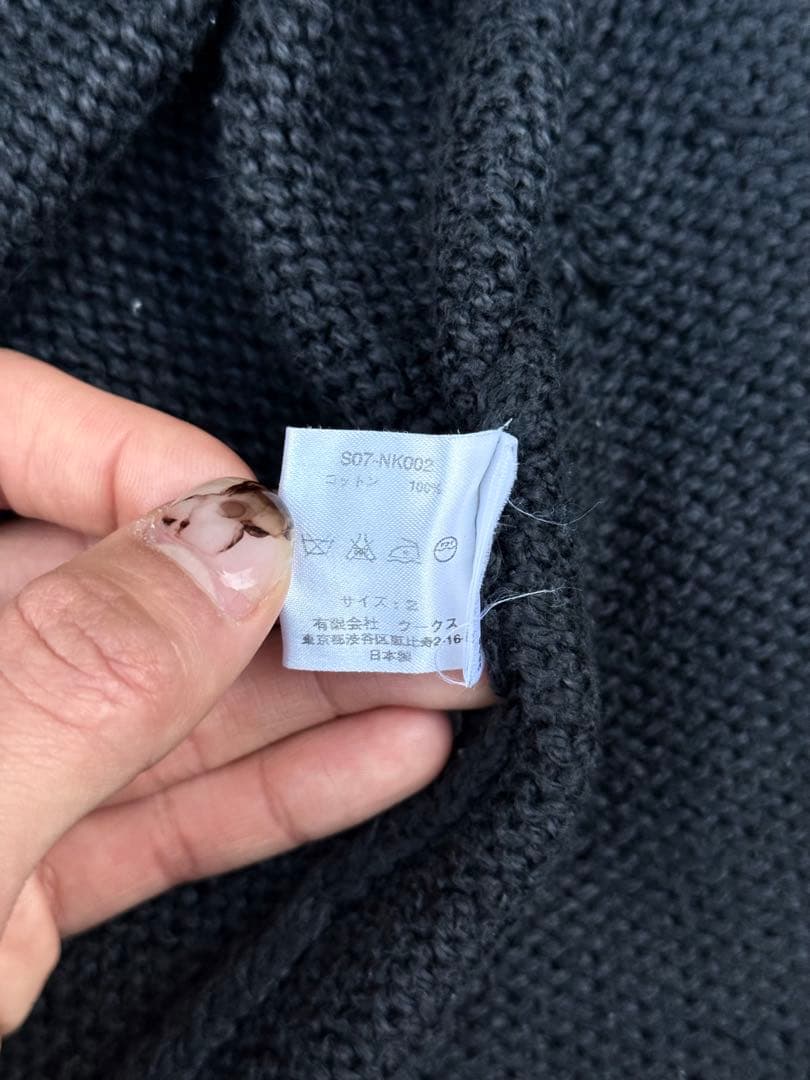 S07-NK002
コットン 100%
サイズ:2
有限会社 ワークス
東京都渋谷区恵比寿2-16-
日本製